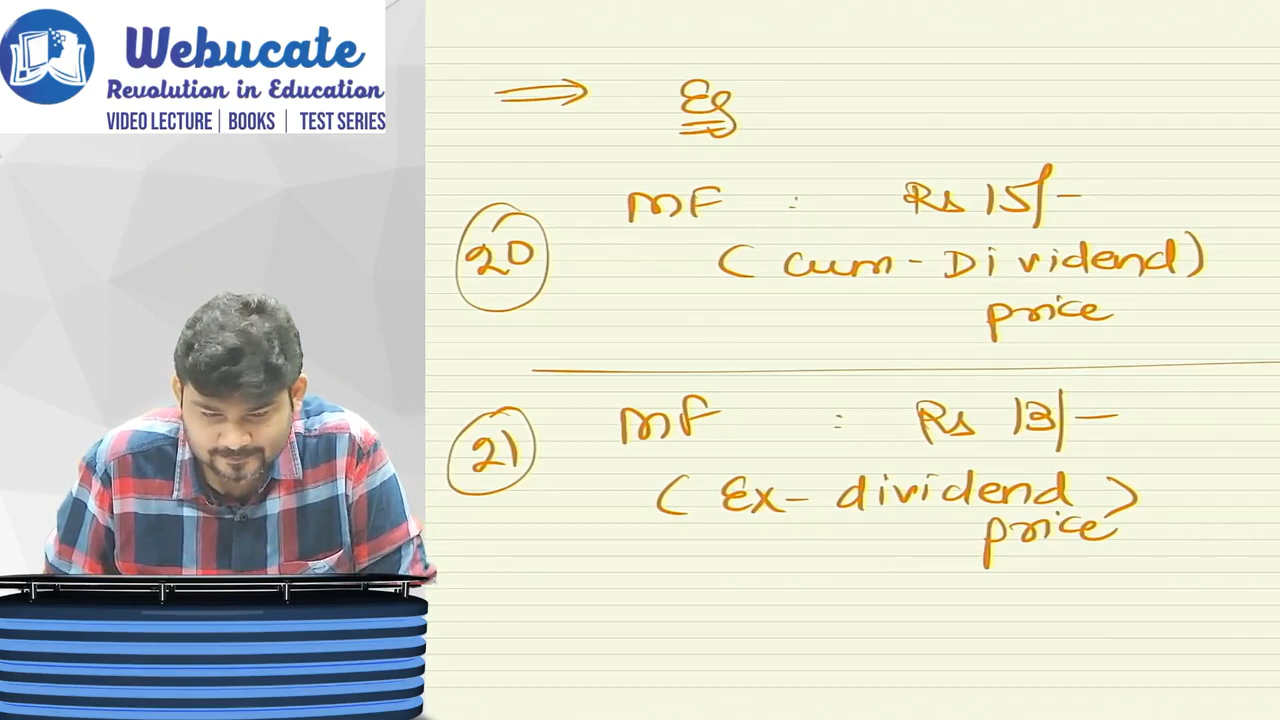 Webucate
Revolution in Education
VIDEO LECTURE | BOOKS | TEST SERIES
⇒ Eg
20 MF : Rs 15/-
(Cum-Dividend)
price
21 MF : Rs 13/-
(Ex-dividend)
price